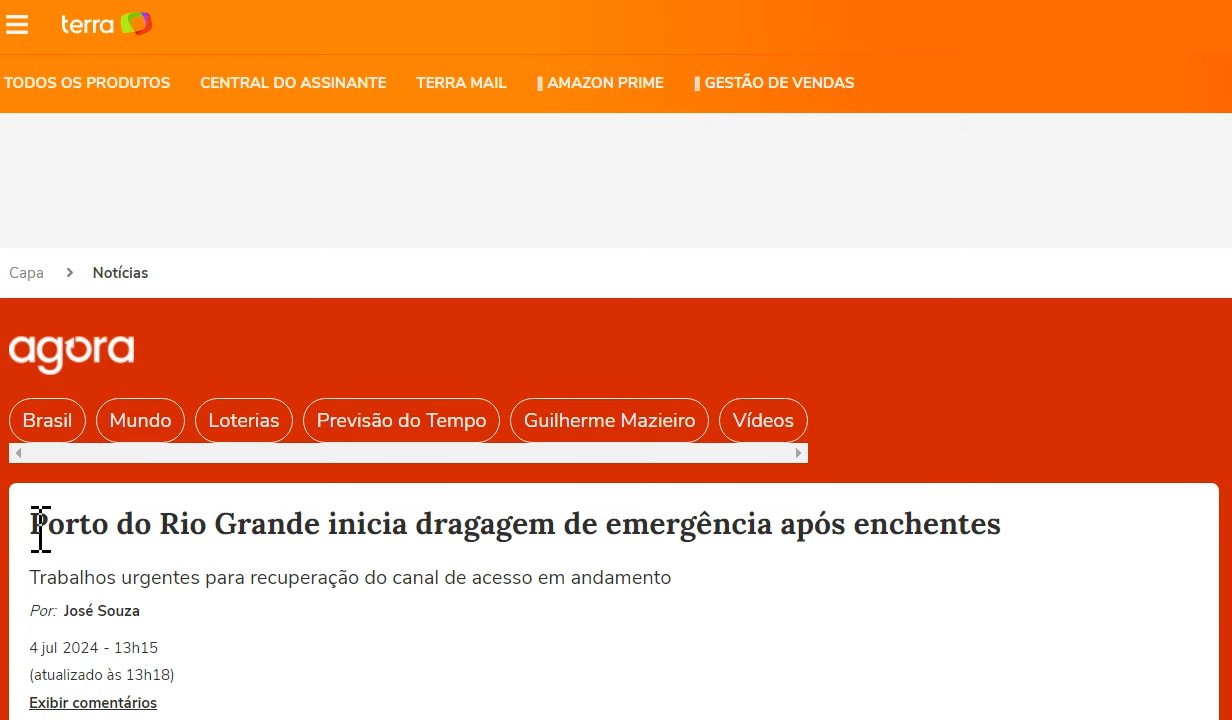 terra
TODOS OS PRODUTOS CENTRAL DO ASSINANTE TERRA MAIL AMAZON PRIME GESTÃO DE VENDAS
Capa Notícias
agora
Brasil Mundo Loterias Previsão do Tempo Guilherme Mazieiro Vídeos
Porto do Rio Grande inicia dragagem de emergência após enchentes
Trabalhos urgentes para recuperação do canal de acesso em andamento
Por: José Souza
4 jul 2024 - 13h15
(atualizado às 13h18)
Exibir comentários